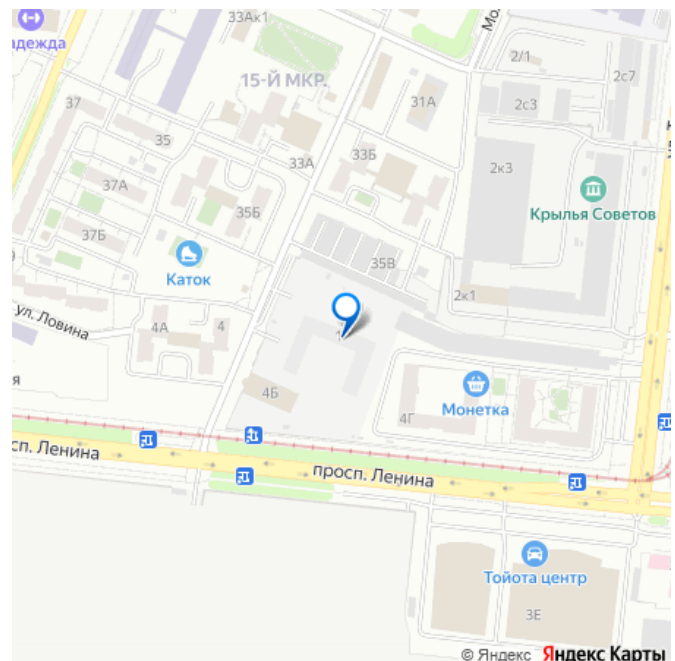 33Ак1
адежда
2/1
2с7
15-Й МКР.
37
31А
2с3
35
33А
33Б
2к3
37А
Крылья Советов
35Б
37Б
35В
Каток
2к1
ул. Ловина
4А
4
4Б
Монетка
4Г
сп. Ленина
просп. Ленина
Тойота центр
3Е
© Яндекс Яндекс Карты